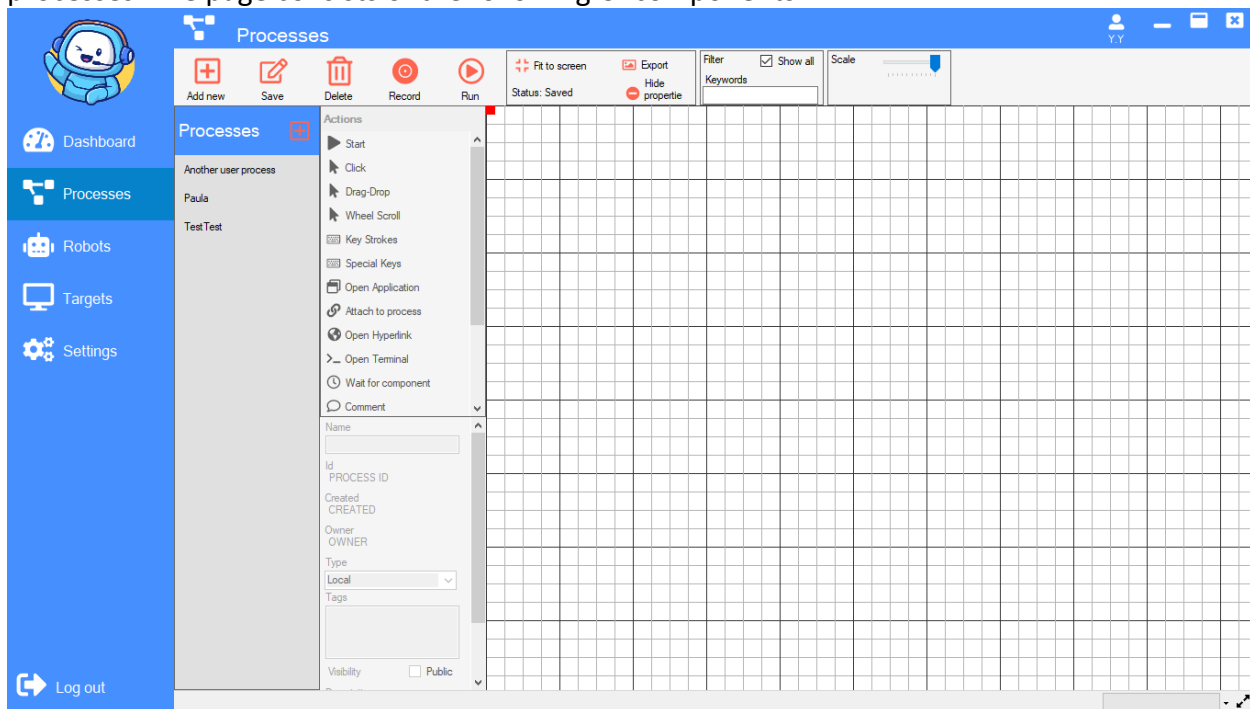 Processes
Y.Y
Add new
Save
Delete
Record
Run
Fit to screen
Export
Status: Saved
Hide
propertie
Filter
Show all
Keywords
Scale
Dashboard
Processes
Robots
Targets
Settings
Log out
Processes
Another user process
Paula
TestTest
Actions
Start
Click
Drag-Drop
Wheel Scroll
Key Strokes
Special Keys
Open Application
Attach to process
Open Hyperlink
Open Terminal
Wait for component
Comment
Name
Id
PROCESS ID
Created
CREATED
Owner
OWNER
Type
Local
Tags
Visibility
Public